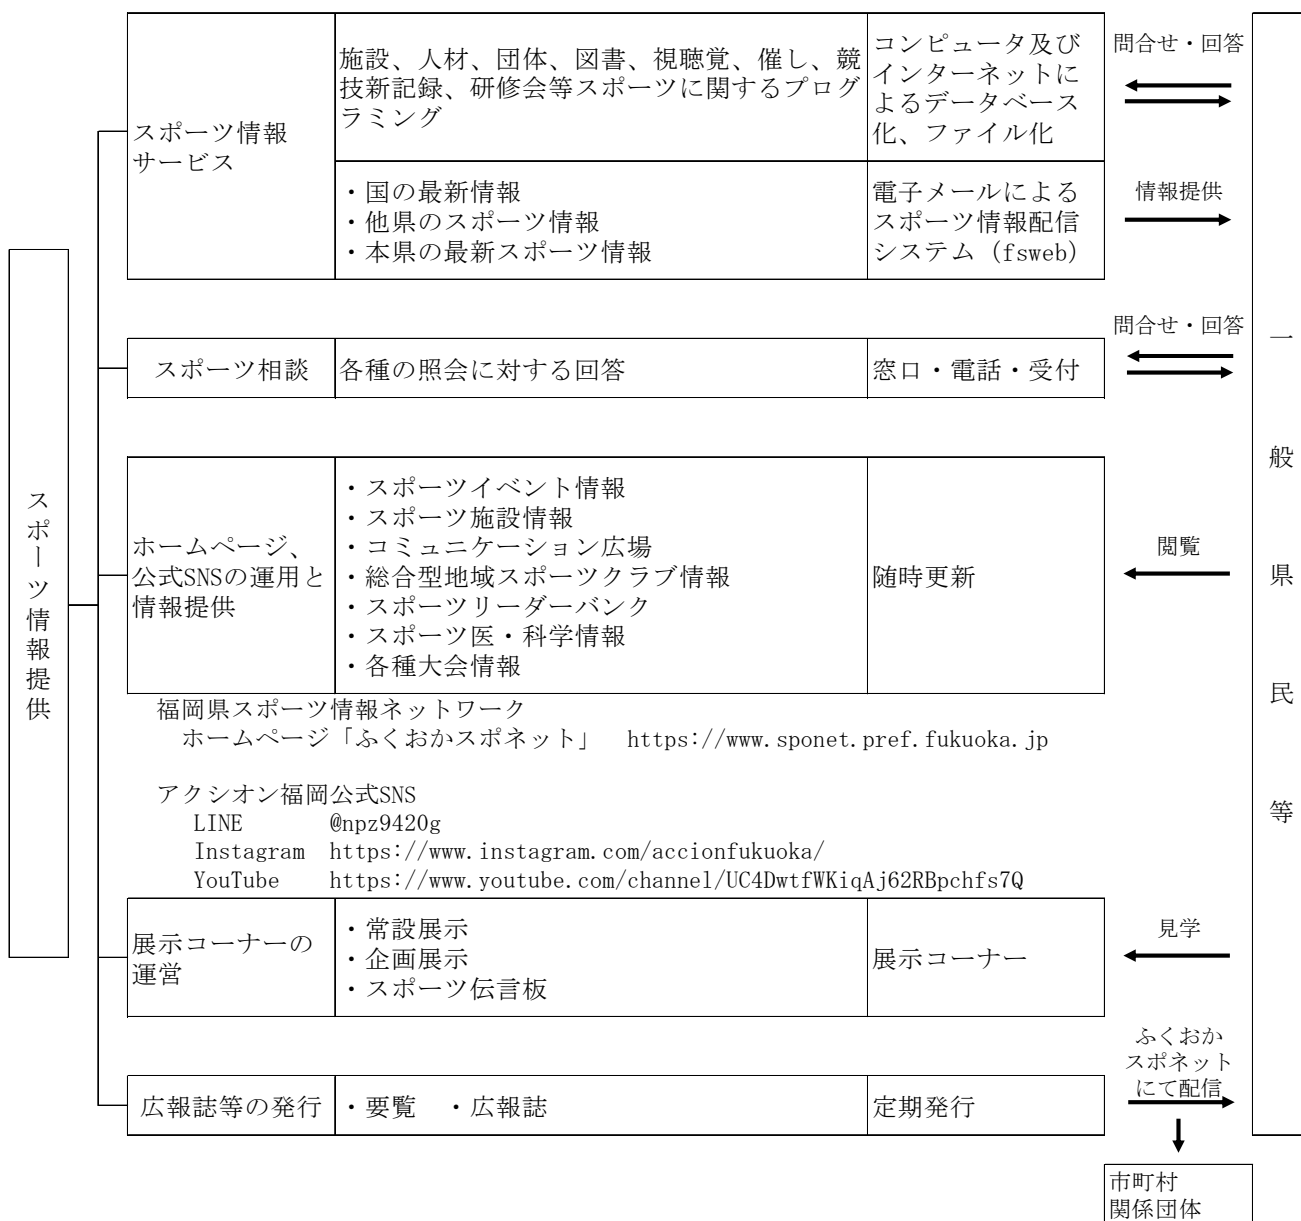 スポーツ情報提供
スポーツ情報
サービス
施設、人材、団体、図書、視聴覚、催し、競
技新記録、研修会等スポーツに関するプログ
ラミング
コンピュータ及び
インターネットに
よるデータベース
化、ファイル化
問合せ・回答
・国の最新情報
・他県のスポーツ情報
・本県の最新スポーツ情報
電子メールによる
スポーツ情報配信
システム（fsweb）
情報提供
スポーツ相談
各種の照会に対する回答
窓口・電話・受付
問合せ・回答
ホームページ、
公式SNSの運用と
情報提供
・スポーツイベント情報
・スポーツ施設情報
・コミュニケーション広場
・総合型地域スポーツクラブ情報
・スポーツリーダーバンク
・スポーツ医・科学情報
・各種大会情報
随時更新
閲覧
福岡県スポーツ情報ネットワーク
ホームページ「ふくおかスポネット」 https://www.sponet.pref.fukuoka.jp
アクシオン福岡公式SNS
LINE @npz9420g
Instagram https://www.instagram.com/accionfukuoka/
YouTube https://www.youtube.com/channel/UC4DwtfWKiqAj62RBpchfs7Q
展示コーナーの
運営
・常設展示
・企画展示
・スポーツ伝言板
展示コーナー
見学
広報誌等の発行
・要覧 ・広報誌
定期発行
ふくおか
スポネット
にて配信
一般県民等
市町村
関係団体